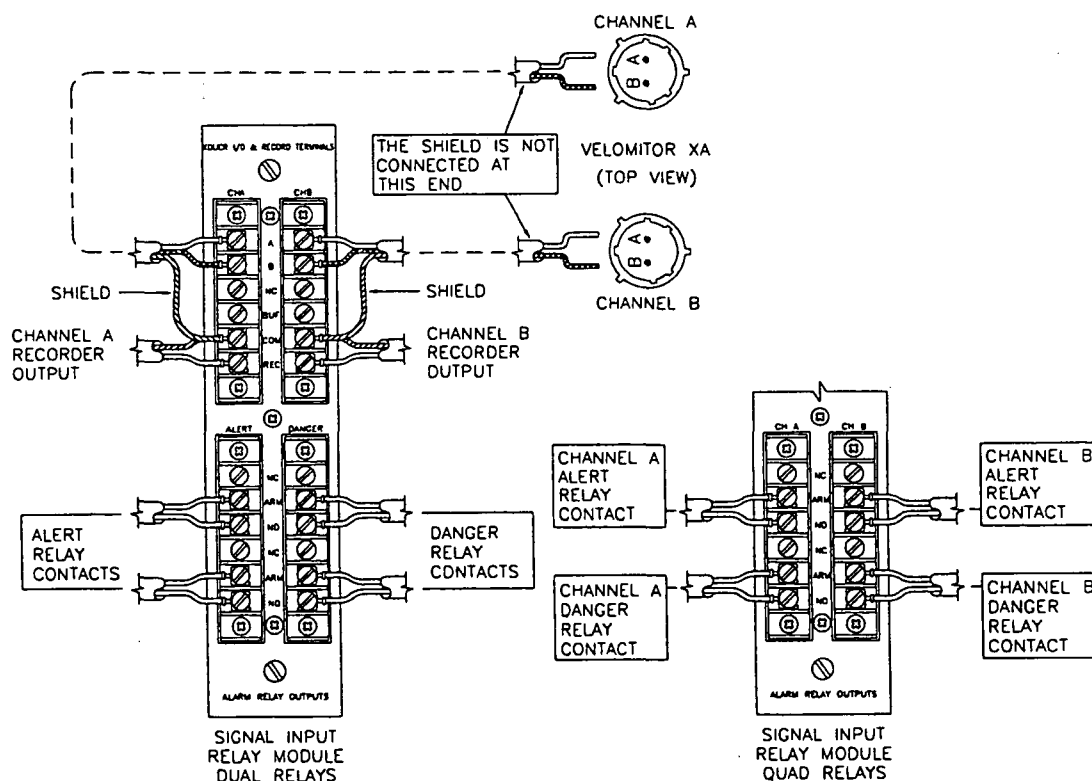 CHANNEL A
A
B
THE SHIELD IS NOT
CONNECTED AT
THIS END
VELOMITOR XA
(TOP VIEW)
A
B
CHANNEL B
I/O & RECORD TERMINALS
CHA
CHB
A
B
NC
BUF
COM
REC
SHIELD
SHIELD
CHANNEL A
RECORDER
OUTPUT
CHANNEL B
RECORDER
OUTPUT
ALERT
DANGER
NC
ARM
NO
NC
ARM
NO
ALERT
RELAY
CONTACTS
DANGER
RELAY
CONTACTS
ALARM RELAY OUTPUTS
SIGNAL INPUT
RELAY MODULE
DUAL RELAYS
CH A
CH B
NC
ARM
NO
NC
ARM
NO
CHANNEL A
ALERT
RELAY
CONTACT
CHANNEL B
ALERT
RELAY
CONTACT
CHANNEL A
DANGER
RELAY
CONTACT
CHANNEL B
DANGER
RELAY
CONTACT
ALARM RELAY OUTPUTS
SIGNAL INPUT
RELAY MODULE
QUAD RELAYS